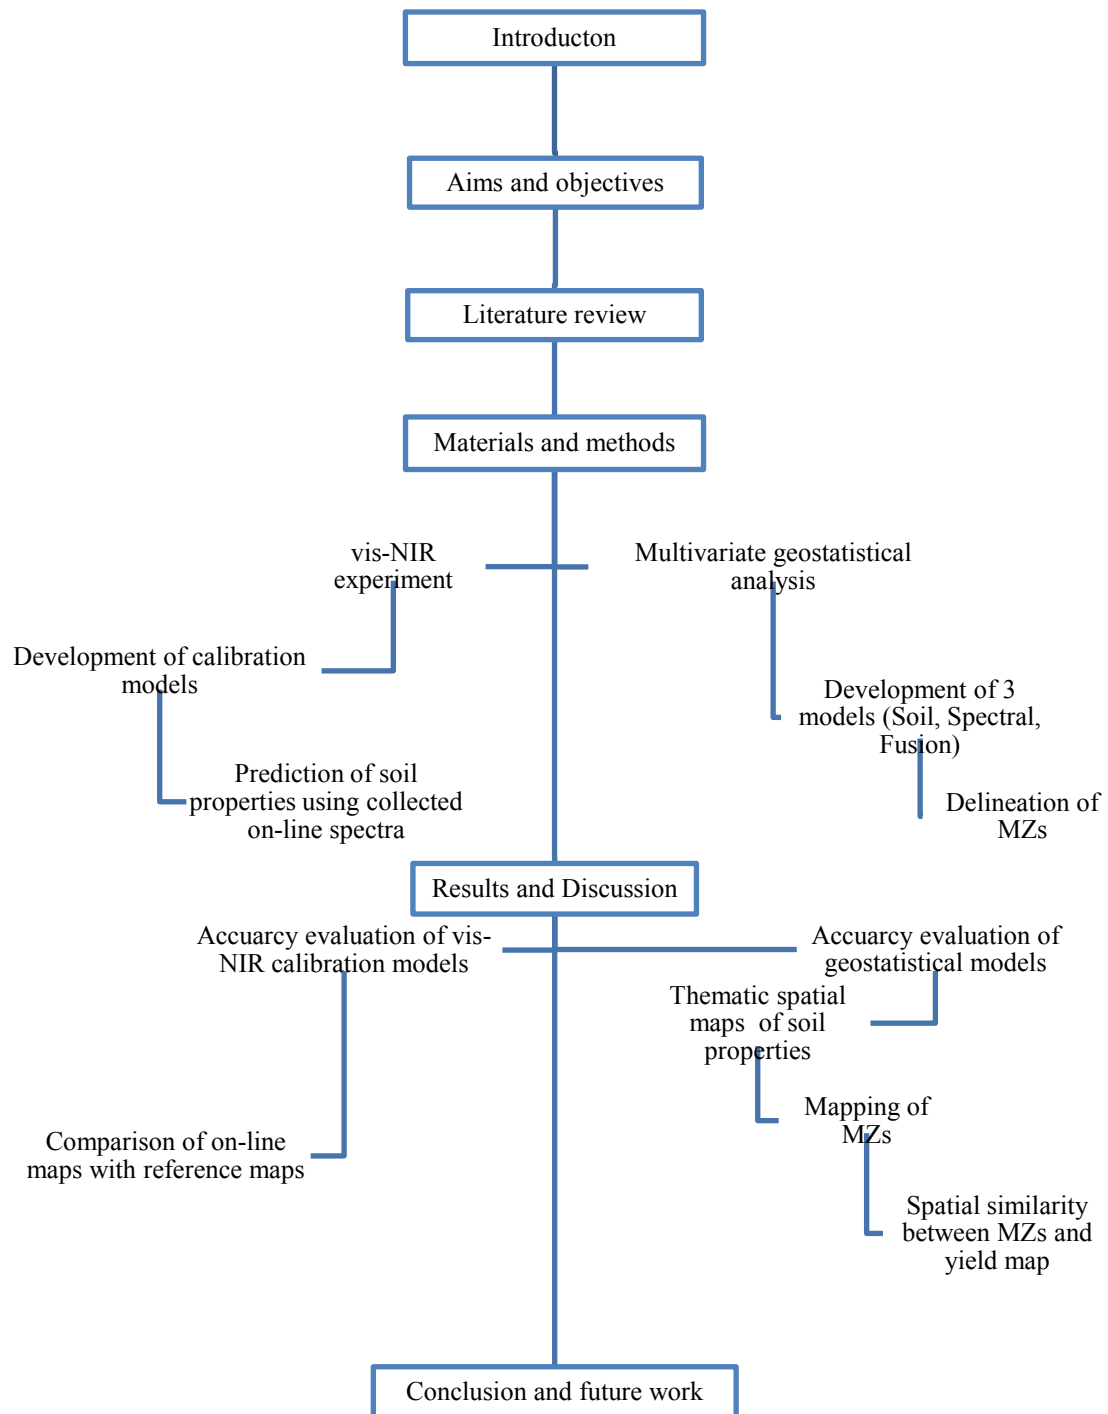 Introducton
Aims and objectives
Literature review
Materials and methods
vis-NIR
experiment
Multivariate geostatistical
analysis
Development of calibration
models
Development of 3
models (Soil, Spectral,
Fusion)
Prediction of soil
properties using collected
on-line spectra
Delineation of
MZs
Results and Discussion
Accuarcy evaluation of vis-
NIR calibration models
Accuarcy evaluation of
geostatistical models
Thematic spatial
maps of soil
properties
Mapping of
MZs
Comparison of on-line
maps with reference maps
Spatial similarity
between MZs and
yield map
Conclusion and future work